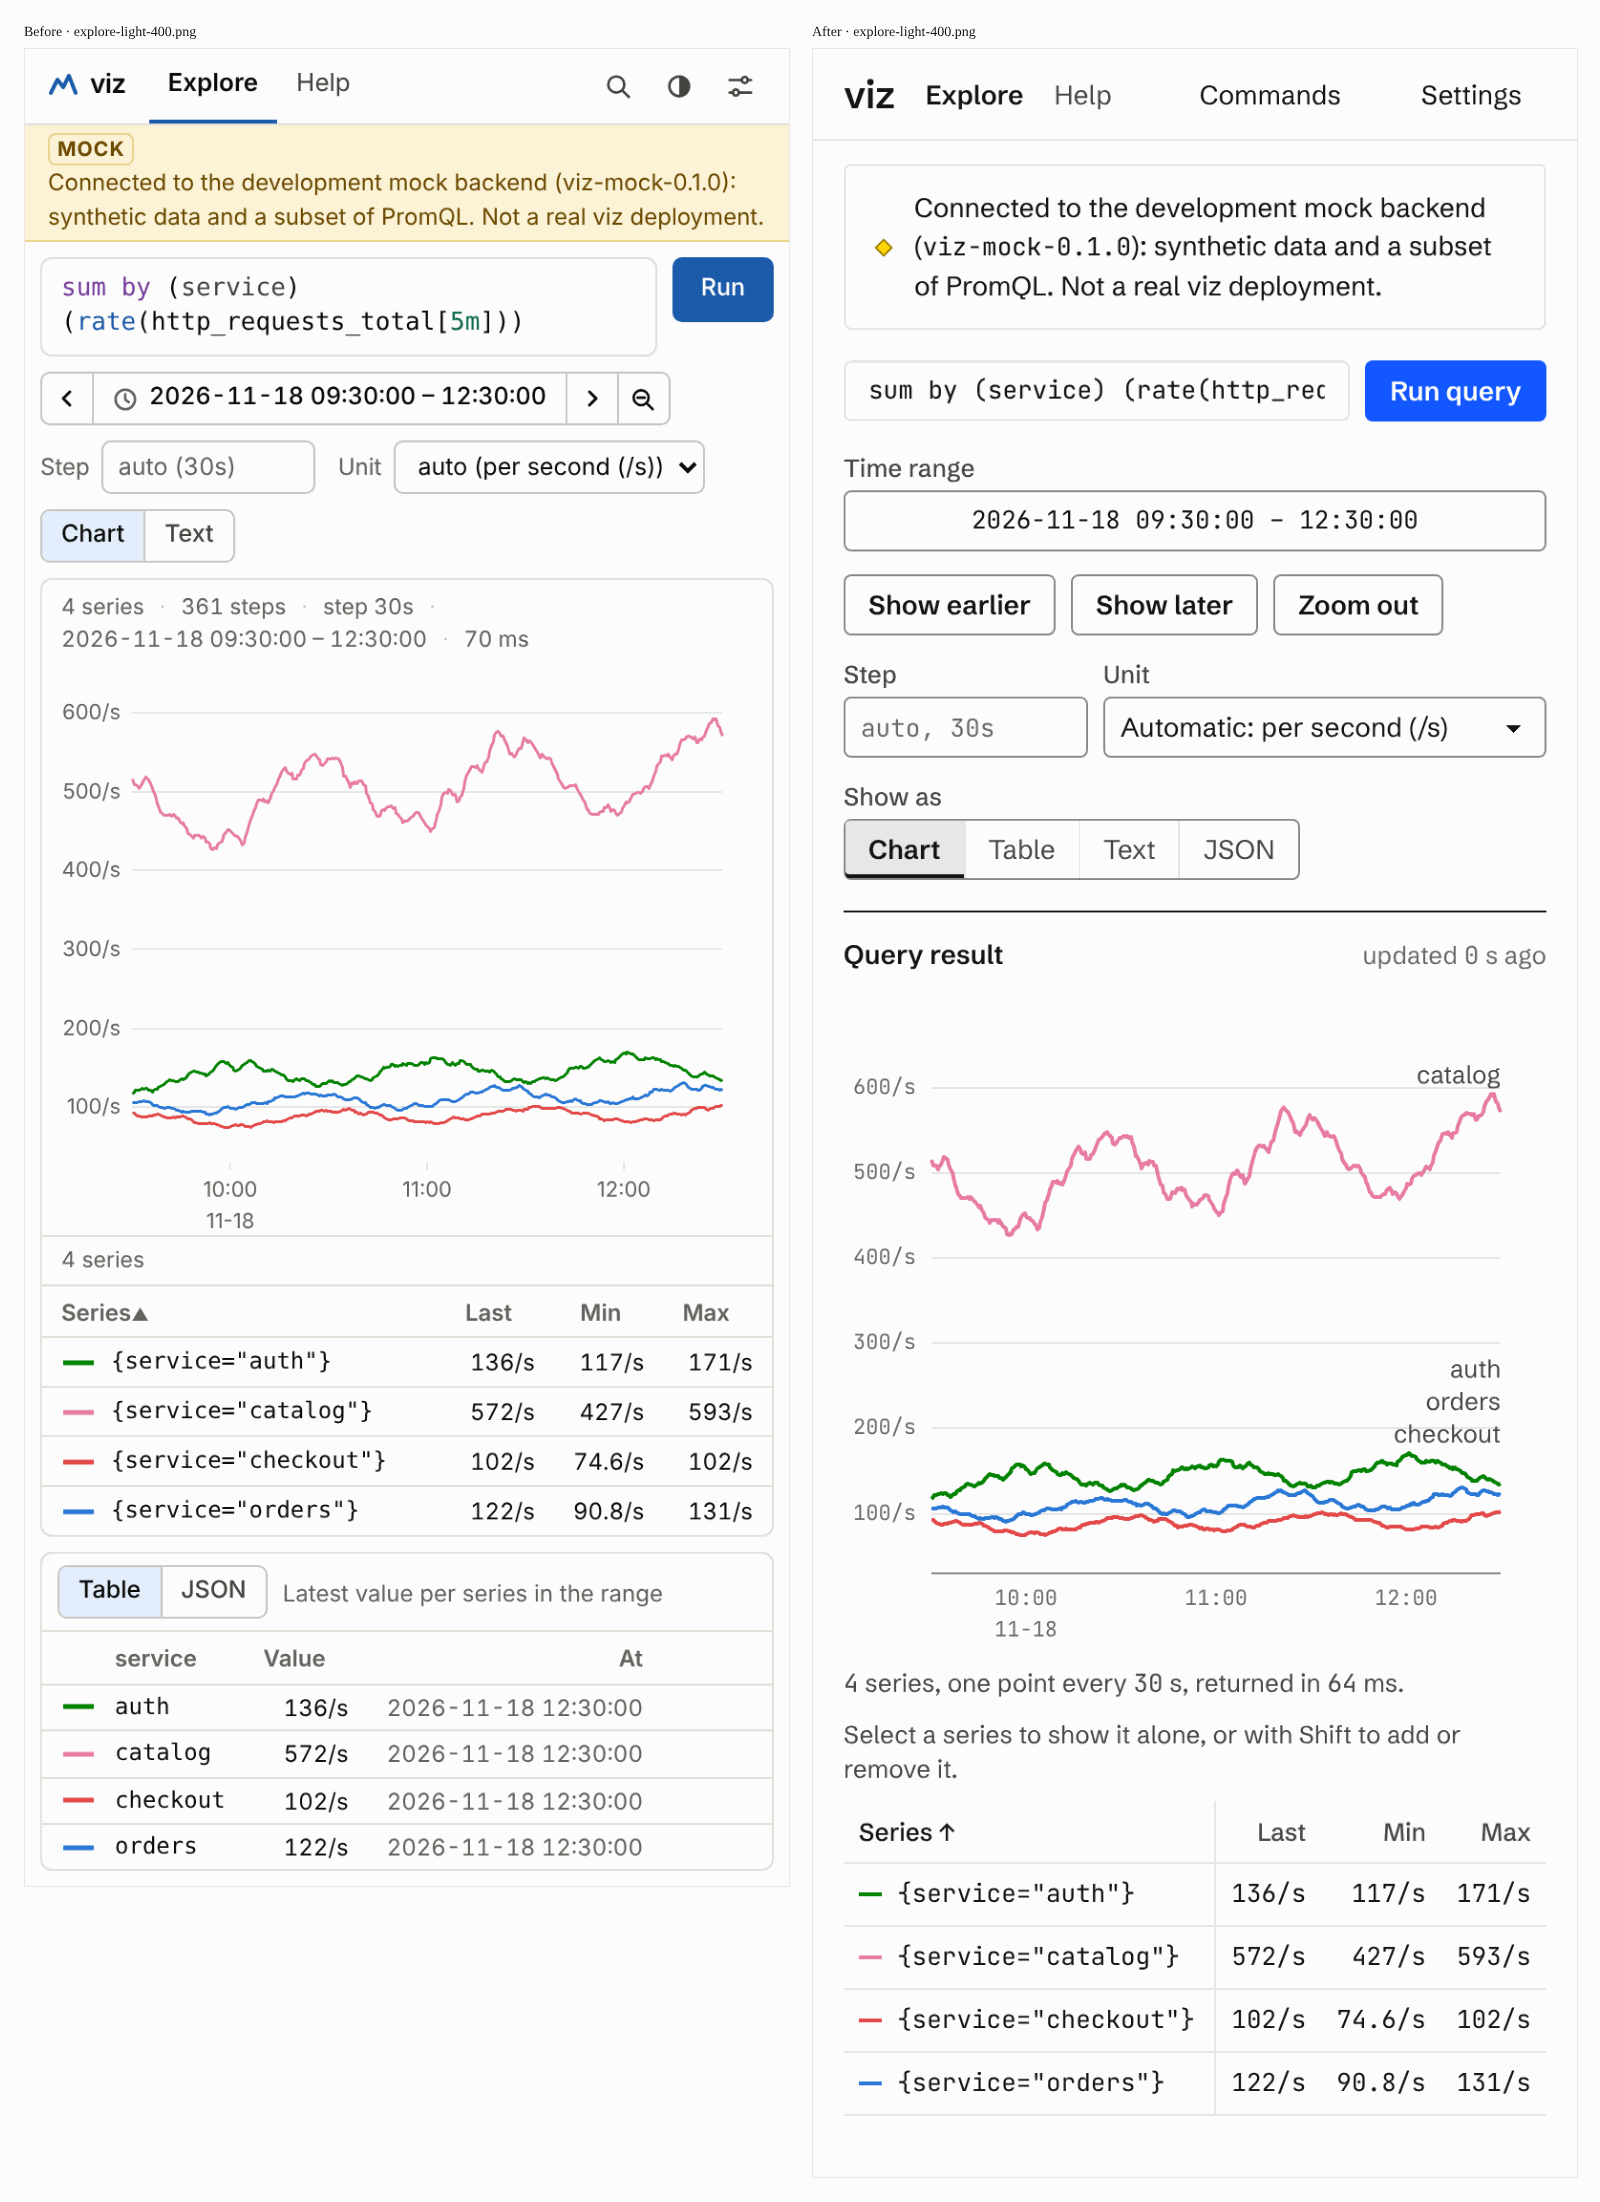 Before · explore-light-400.png
viz Explore Help
MOCK
Connected to the development mock backend (viz-mock-0.1.0):
synthetic data and a subset of PromQL. Not a real viz deployment.
sum by (service)
(rate(http_requests_total[5m]))
Run
2026-11-18 09:30:00 – 12:30:00
Step auto (30s) Unit auto (per second (/s))
Chart Text
4 series · 361 steps · step 30s ·
2026-11-18 09:30:00 – 12:30:00 · 70 ms
600/s
500/s
400/s
300/s
200/s
100/s
10:00 11:00 12:00
11-18
4 series
Series▲ Last Min Max
{service="auth"} 136/s 117/s 171/s
{service="catalog"} 572/s 427/s 593/s
{service="checkout"} 102/s 74.6/s 102/s
{service="orders"} 122/s 90.8/s 131/s
Table JSON Latest value per series in the range
service Value At
auth 136/s 2026-11-18 12:30:00
catalog 572/s 2026-11-18 12:30:00
checkout 102/s 2026-11-18 12:30:00
orders 122/s 2026-11-18 12:30:00
After · explore-light-400.png
viz Explore Help Commands Settings
Connected to the development mock backend
(viz-mock-0.1.0): synthetic data and a subset
of PromQL. Not a real viz deployment.
sum by (service) (rate(http_req
Run query
Time range
2026-11-18 09:30:00 – 12:30:00
Show earlier Show later Zoom out
Step Unit
auto, 30s Automatic: per second (/s)
Show as
Chart Table Text JSON
Query result updated 0 s ago
catalog
600/s
500/s
400/s
300/s
auth
orders
200/s
checkout
100/s
10:00 11:00 12:00
11-18
4 series, one point every 30 s, returned in 64 ms.
Select a series to show it alone, or with Shift to add or
remove it.
Series ↑ Last Min Max
{service="auth"} 136/s 117/s 171/s
{service="catalog"} 572/s 427/s 593/s
{service="checkout"} 102/s 74.6/s 102/s
{service="orders"} 122/s 90.8/s 131/s